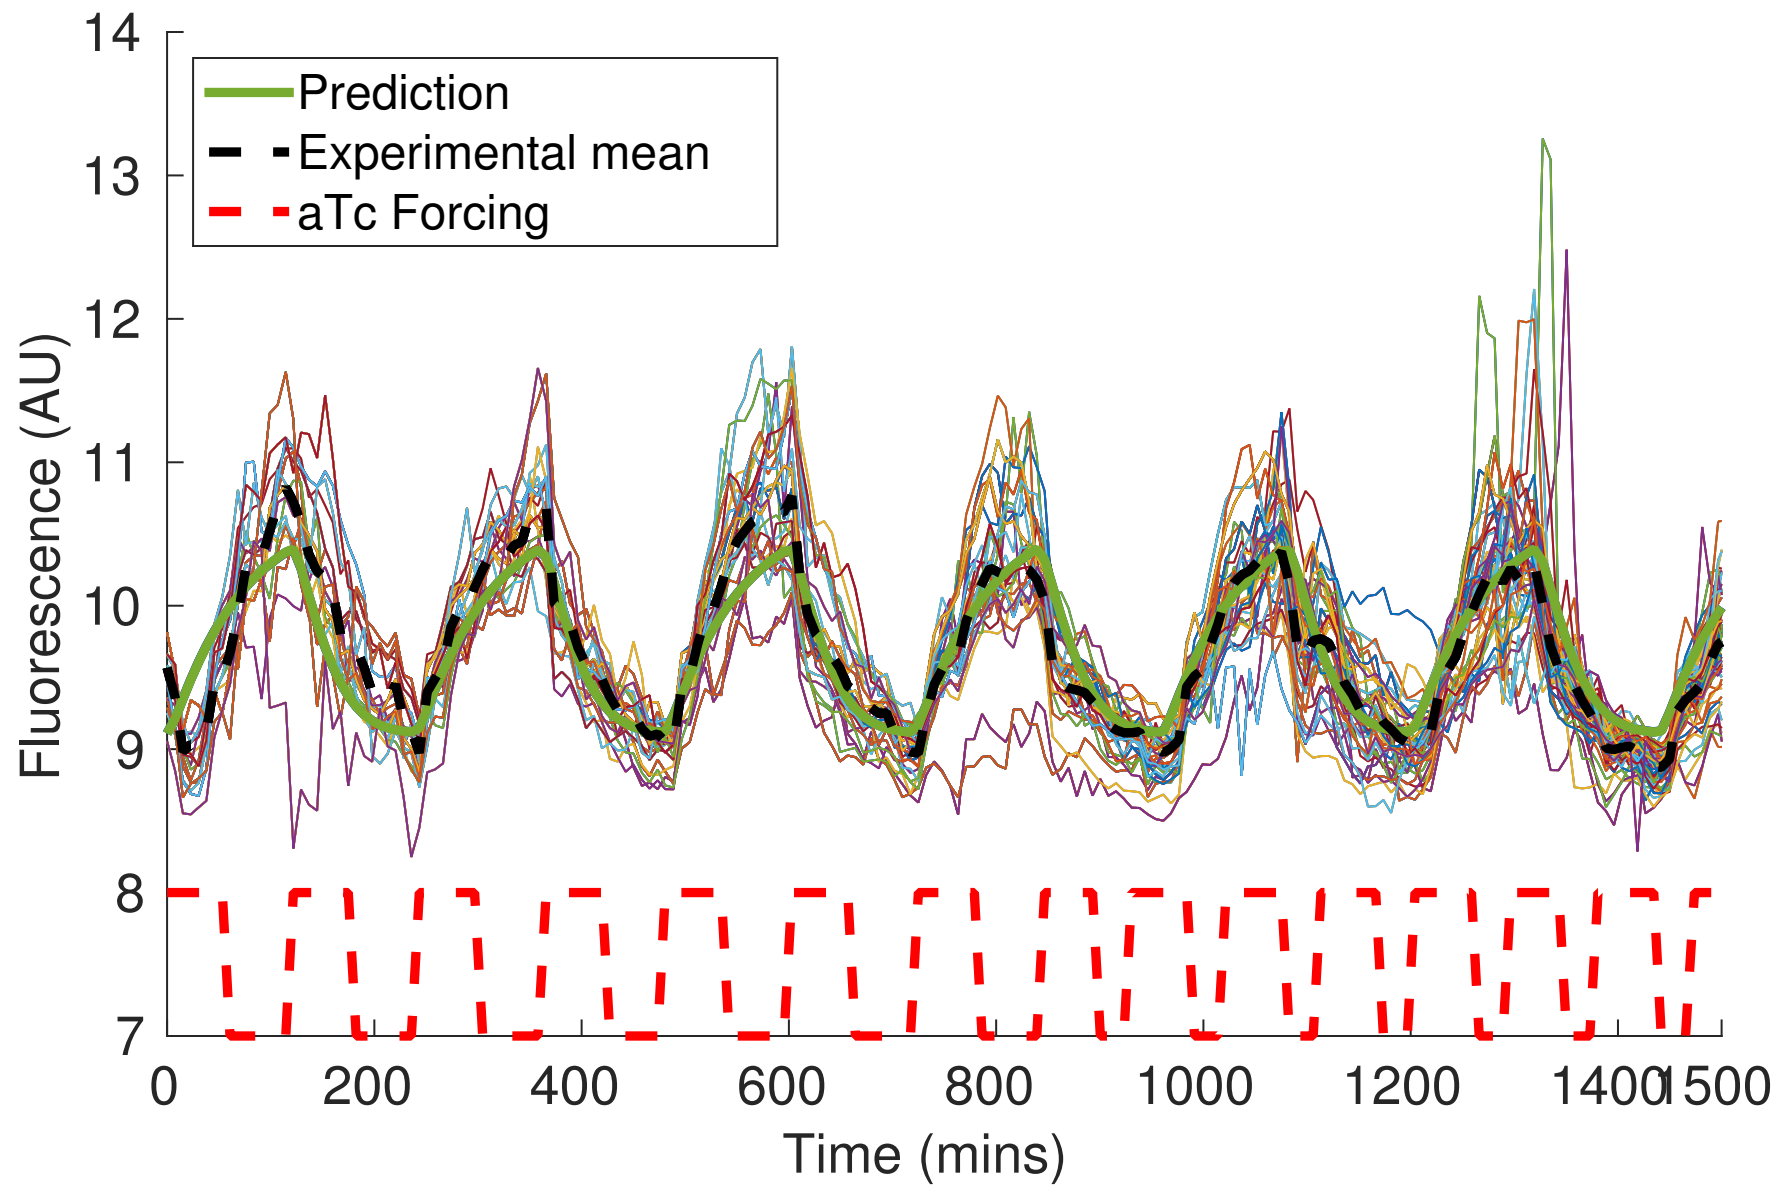 14
13
12
11
10
9
8
7
Fluorescence (AU)
Prediction
Experimental mean
aTc Forcing
0 200 400 600 800 1000 1200 1400 1500
Time (mins)